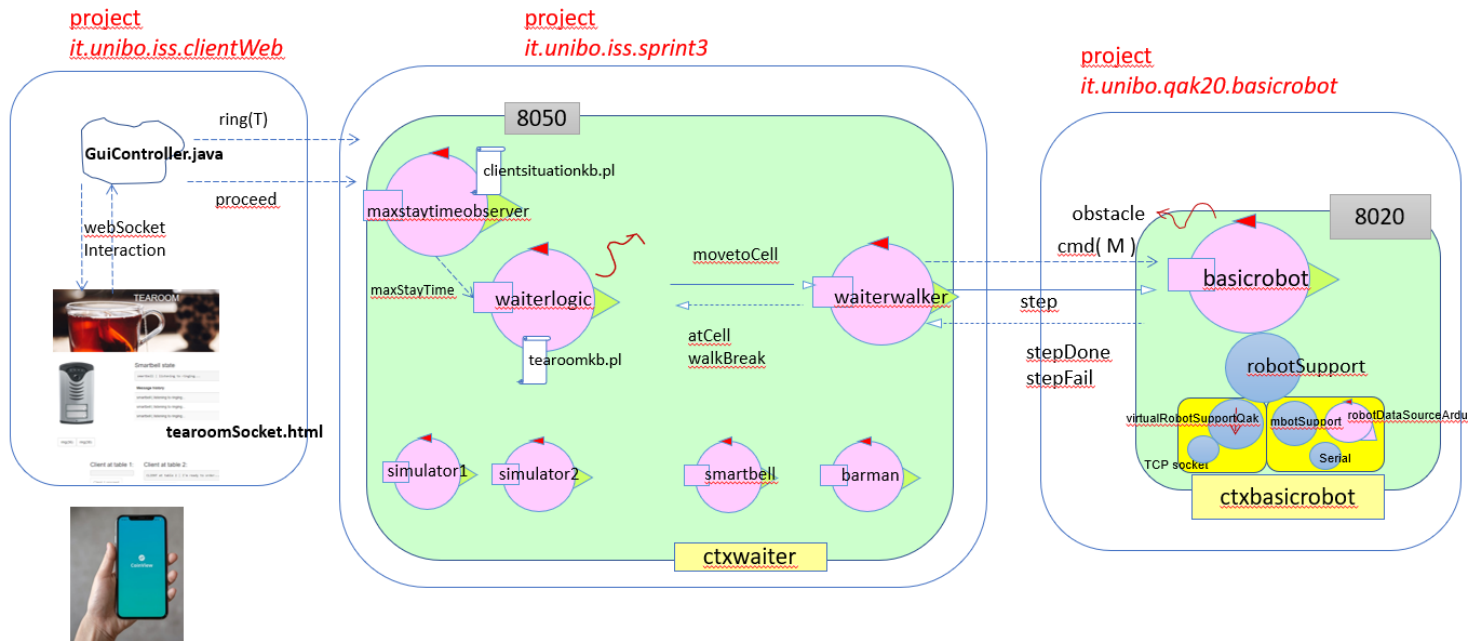 project
it.unibo.iss.clientWeb
project
it.unibo.iss.sprint3
project
it.unibo.qak20.basicrobot
ring(T)
GuiController.java
proceed
webSocket
Interaction
TEAROOM
Smartbell state
Message history
tearoomSocket.html
Client at table 1:
Client at table 2:
8050
clientsituationkb.pl
maxstaytimeobserver
maxStayTime
waiterlogic
tearoomkb.pl
movetoCell
atCell
walkBreak
waiterwalker
simulator1
simulator2
smartbell
barman
ctxwaiter
step
stepDone
stepFail
obstacle
cmd( M )
8020
basicrobot
robotSupport
virtualRobotSupportQak
TCP socket
mbotSupport
robotDataSourceArdu
Serial
ctxbasicrobot